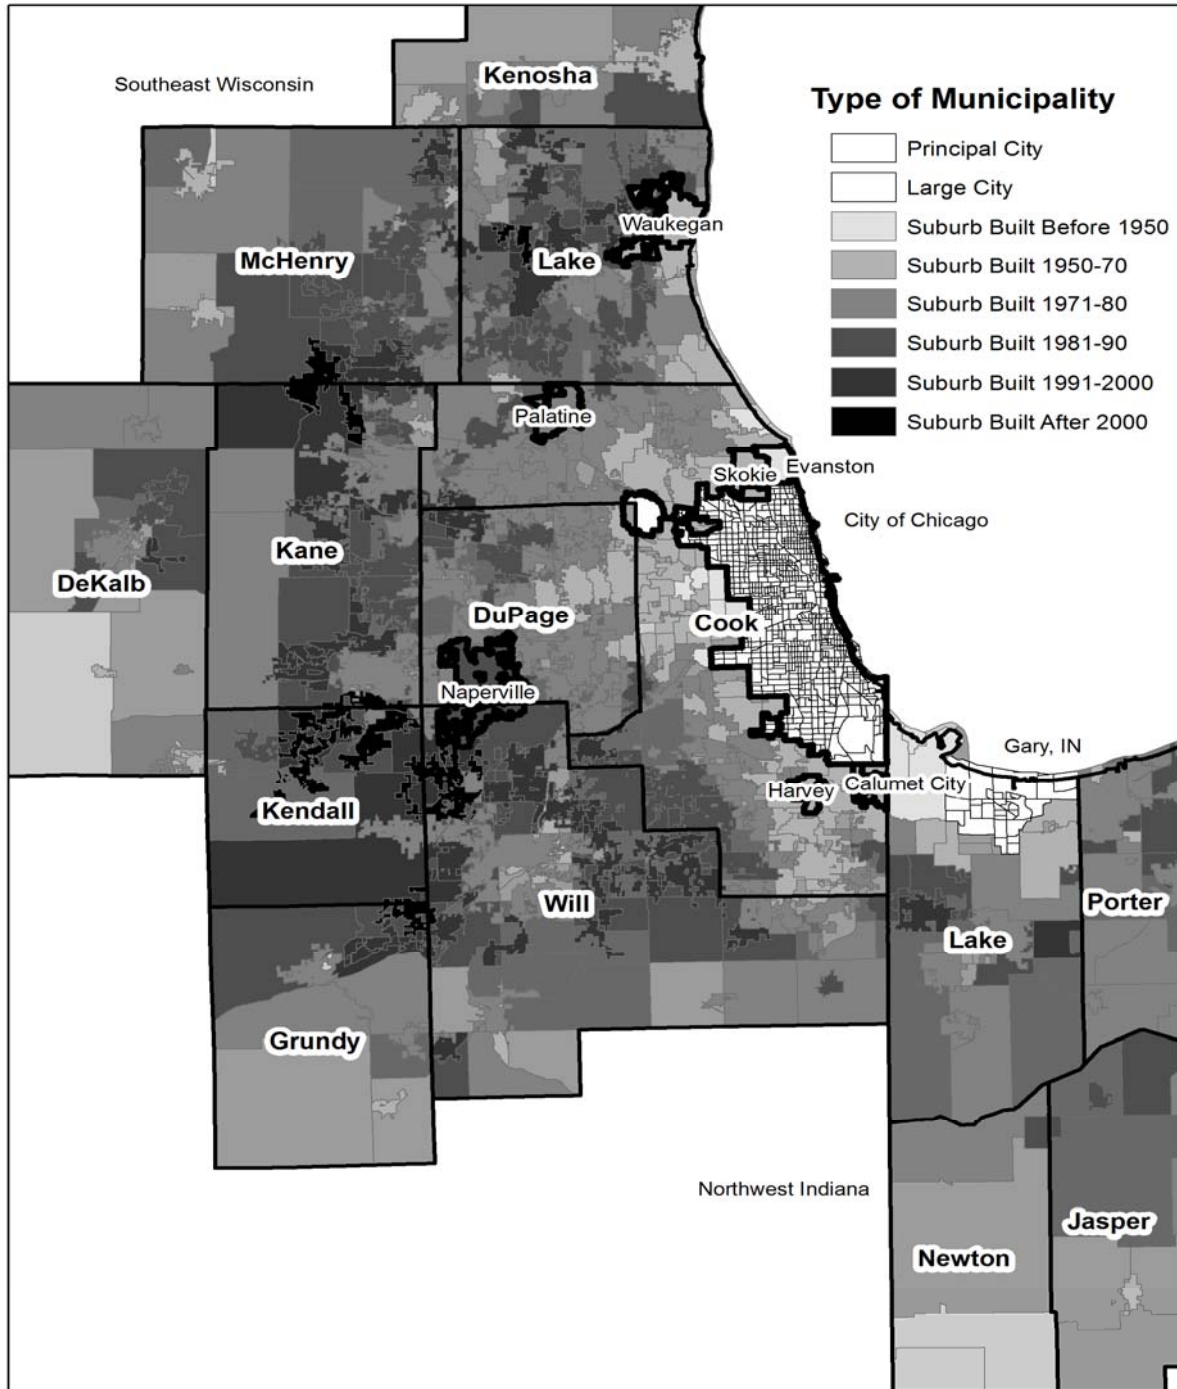 Southeast Wisconsin
Kenosha
Type of Municipality
Principal City
Large City
Suburb Built Before 1950
Suburb Built 1950-70
Suburb Built 1971-80
Suburb Built 1981-90
Suburb Built 1991-2000
Suburb Built After 2000
Waukegan
McHenry
Lake
Palatine
Skokie
Evanston
City of Chicago
Kane
DeKalb
DuPage
Cook
Naperville
Gary, IN
Harvey
Calumet City
Kendall
Will
Porter
Lake
Grundy
Northwest Indiana
Jasper
Newton